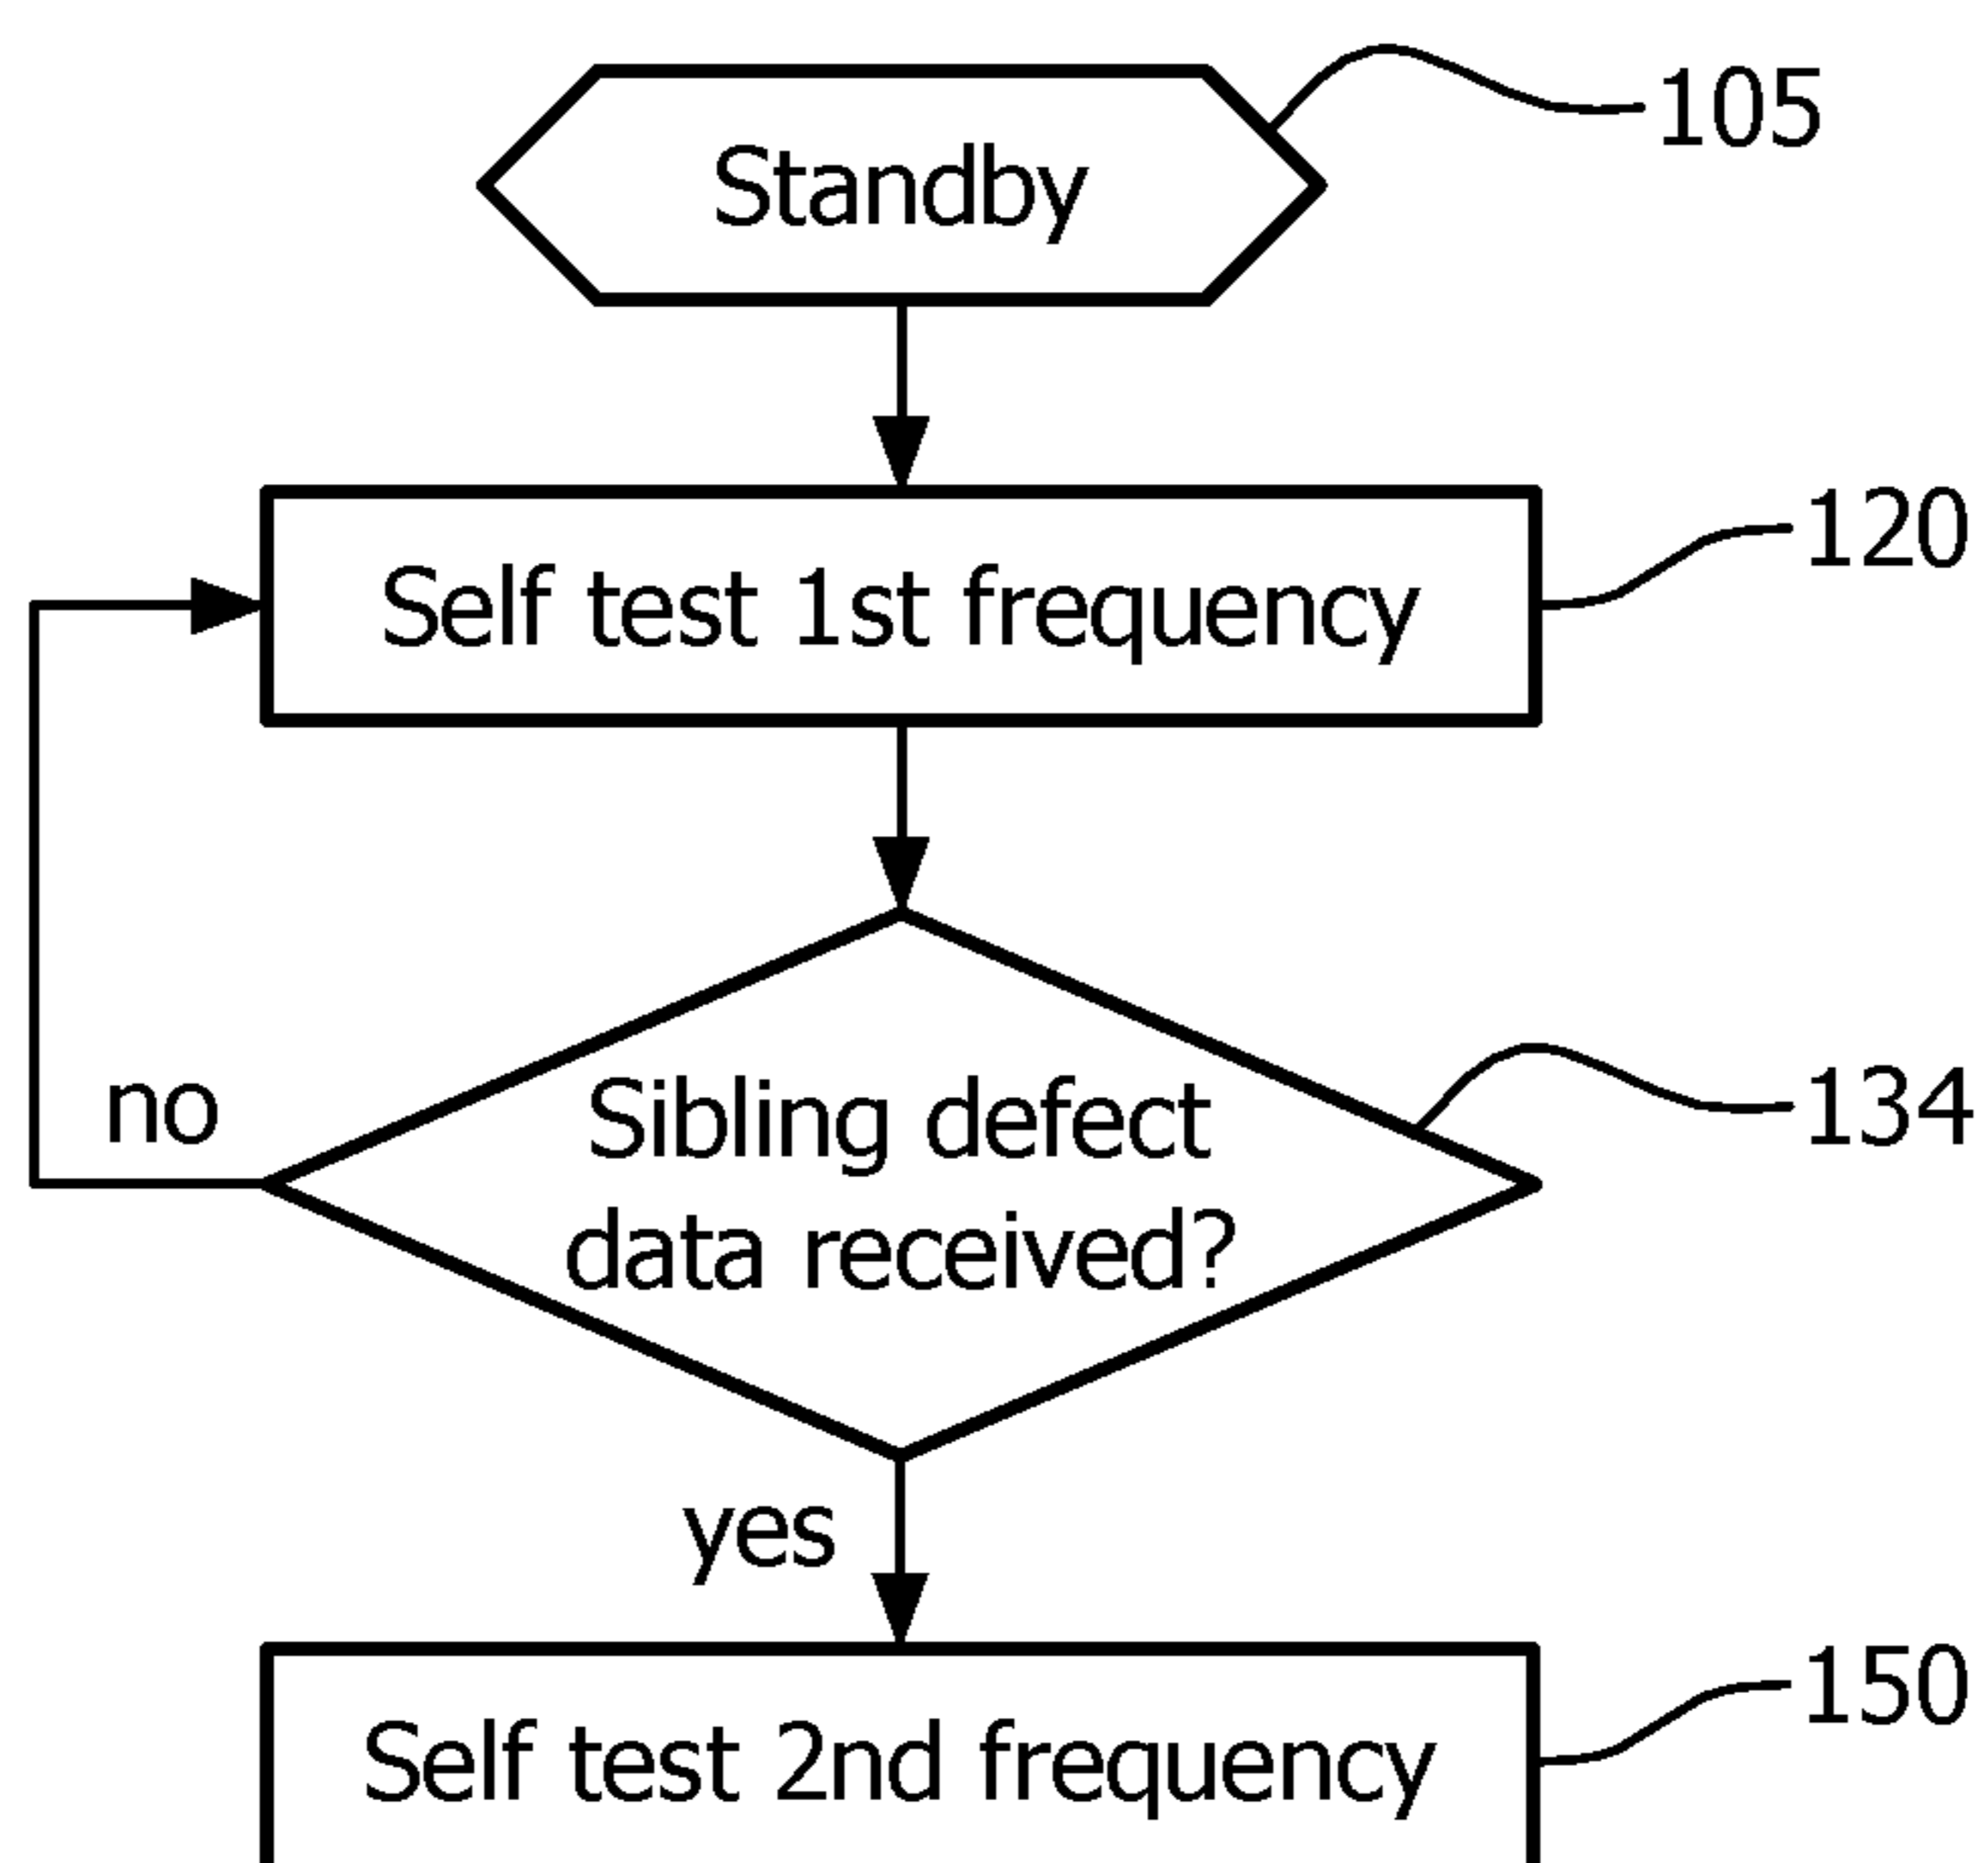 Standby
105
Self test 1st frequency
120
no
Sibling defect
data received?
134
yes
Self test 2nd frequency
150